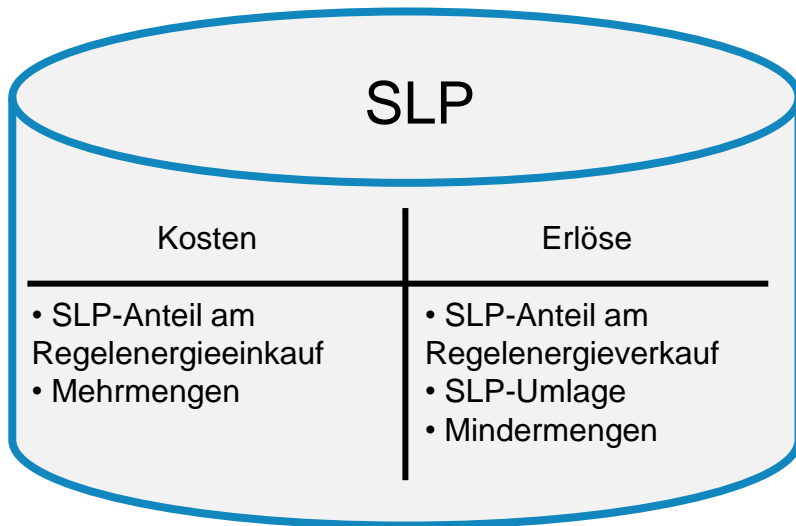 SLP
Kosten
Erlöse
• SLP-Anteil am
Regelenergieeinkauf
• Mehrmengen
• SLP-Anteil am
Regelenergieverkauf
• SLP-Umlage
• Mindermengen